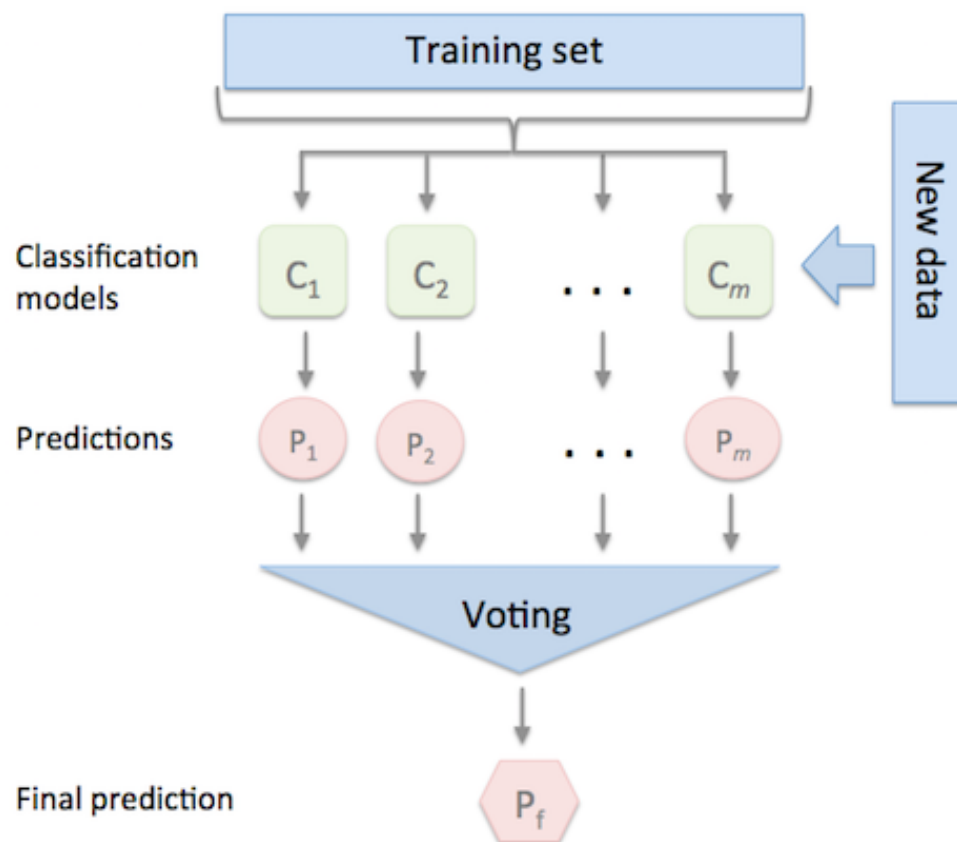 Training set
New data
Classification
models
C1
C2
. . .
Cm
Predictions
P1
P2
. . .
Pm
Voting
Final prediction
Pf